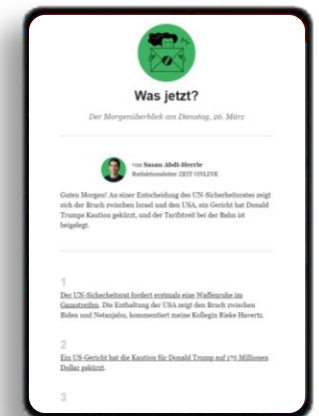 Was jetzt?
Der Morgenüberblick am Dienstag, 26. März
von Sasan Abdi-Herrle
Redaktionsleiter ZEIT ONLINE
Guten Morgen! An einer Entscheidung des UN-Sicherheitsrates zeigt
sich der Bruch zwischen Israel und den USA, ein Gericht hat Donald
Trumps Kaution gekürzt, und der Tarifstreit bei der Bahn ist
beigelegt.
1
Der UN-Sicherheitsrat fordert erstmals eine Waffenruhe im
Gazastreifen. Die Enthaltung der USA zeigt den Bruch zwischen
Biden und Netanjahu, kommentiert meine Kollegin Rieke Havertz.
2
Ein US-Gericht hat die Kaution für Donald Trump auf 175 Millionen
Dollar gekürzt.
3